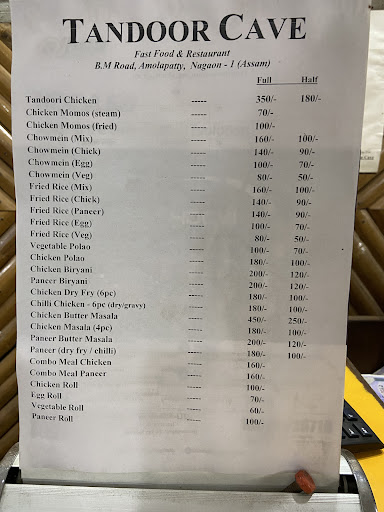 TANDOOR CAVE
Fast Food & Restaurant
B.M Road, Amolapatty, Nagaon - 1 (Assam)
Full Half
Tandoori Chicken ----- 350/- 180/-
Chicken Momos (steam) ----- 70/-
Chicken Momos (fried) ----- 100/-
Chowmein (Mix) ----- 160/- 100/-
Chowmein (Chick) ----- 140/- 90/-
Chowmein (Egg) ----- 100/- 70/-
Chowmein (Veg) ----- 80/- 50/-
Fried Rice (Mix) ----- 160/- 100/-
Fried Rice (Chick) ----- 140/- 90/-
Fried Rice (Paneer) ----- 140/- 90/-
Fried Rice (Egg) ----- 100/- 70/-
Fried Rice (Veg) ----- 80/- 50/-
Vegetable Polao ----- 100/- 70/-
Chicken Polao ----- 180/- 100/-
Chicken Biryani ----- 200/- 120/-
Paneer Biryani ----- 200/- 120/-
Chicken Dry Fry (6pc) ----- 180/- 100/-
Chilli Chicken - 6pc (dry/gravy) ----- 180/- 100/-
Chicken Butter Masala ----- 450/- 250/-
Chicken Masala (4pc) ----- 180/- 100/-
Paneer Butter Masala ----- 200/- 120/-
Paneer (dry fry / chilli) ----- 180/- 100/-
Combo Meal Chicken ----- 160/-
Combo Meal Paneer ----- 160/-
Chicken Roll ----- 100/-
Egg Roll ----- 70/-
Vegetable Roll ----- 60/-
Paneer Roll ----- 100/-